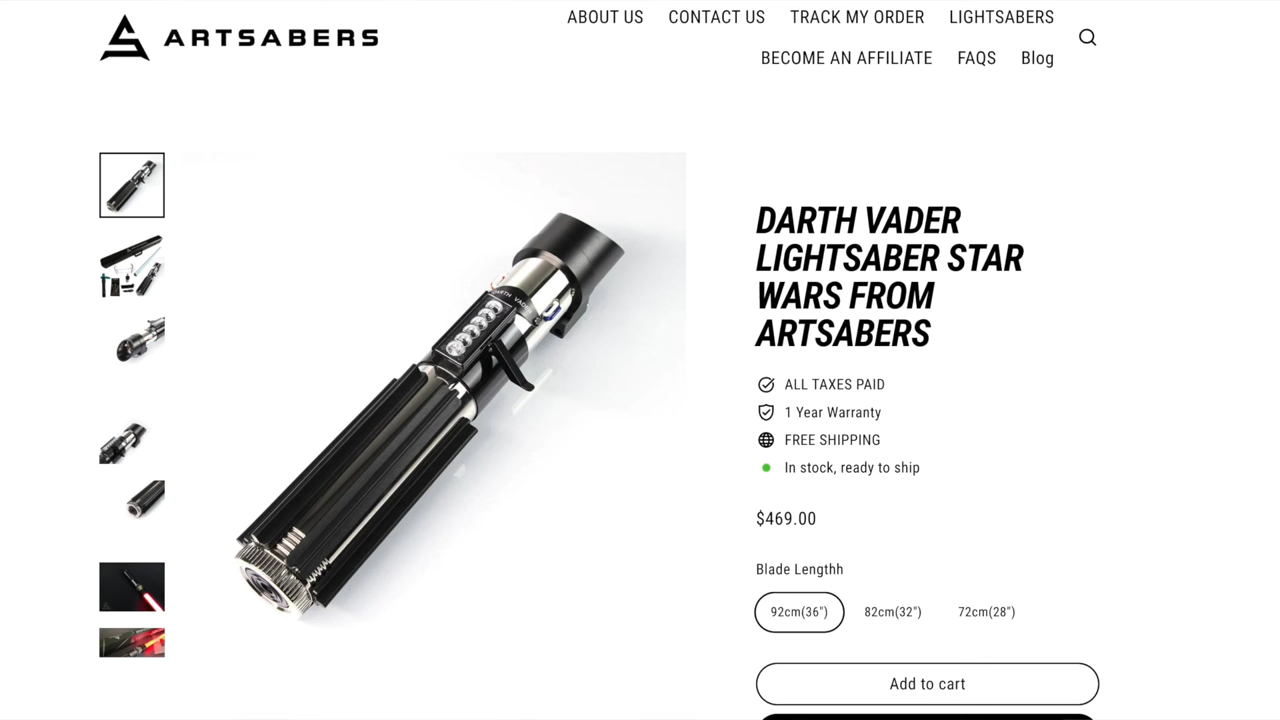 ARTSABERS
ABOUT US CONTACT US TRACK MY ORDER LIGHTSABERS
BECOME AN AFFILIATE FAQS Blog
DARTH VADER
DARTH VADER
LIGHTSABER STAR
WARS FROM
ARTSABERS
ALL TAXES PAID
1 Year Warranty
FREE SHIPPING
In stock, ready to ship
$469.00
Blade Lengthh
92cm(36") 82cm(32") 72cm(28")
Add to cart